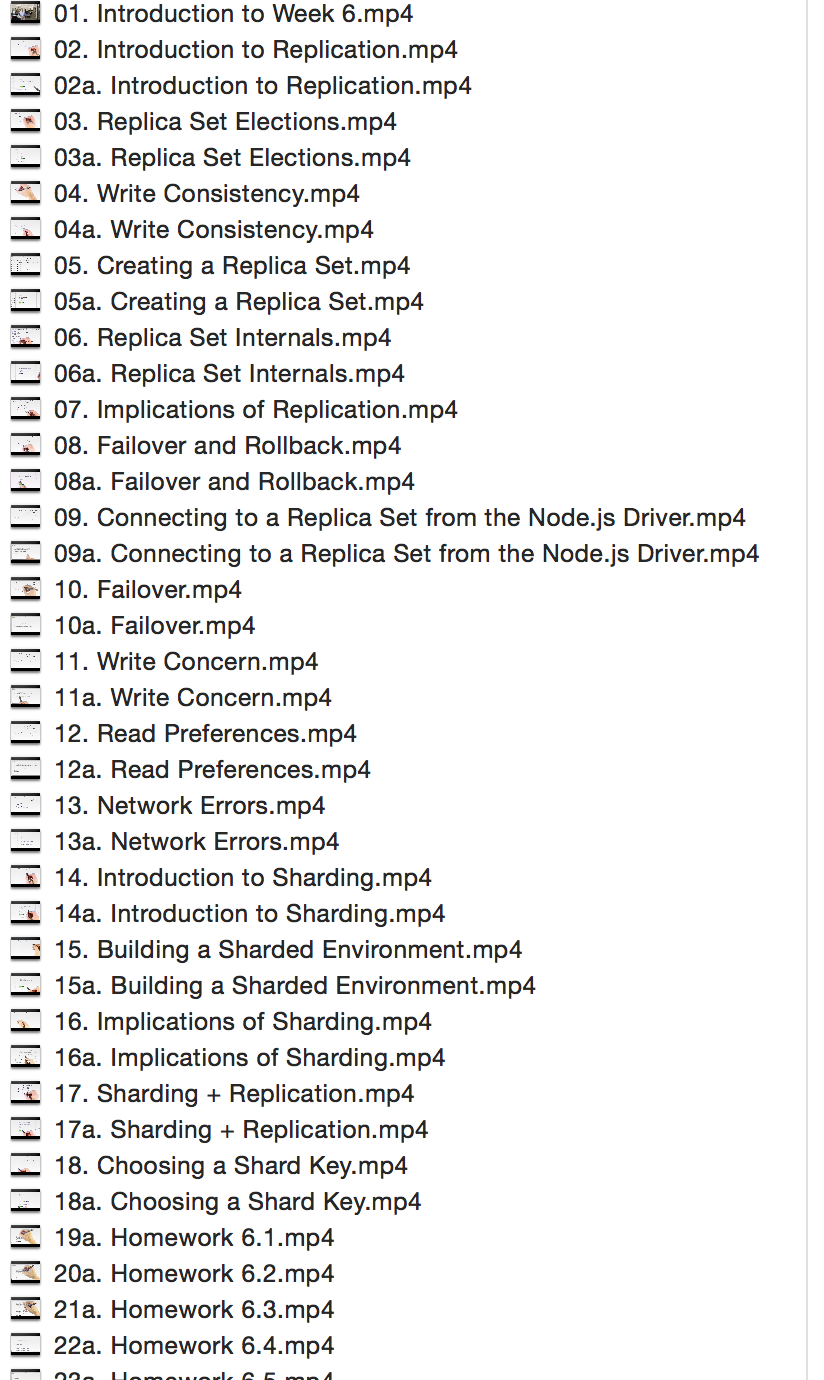 01. Introduction to Week 6.mp4
02. Introduction to Replication.mp4
02a. Introduction to Replication.mp4
03. Replica Set Elections.mp4
03a. Replica Set Elections.mp4
04. Write Consistency.mp4
04a. Write Consistency.mp4
05. Creating a Replica Set.mp4
05a. Creating a Replica Set.mp4
06. Replica Set Internals.mp4
06a. Replica Set Internals.mp4
07. Implications of Replication.mp4
08. Failover and Rollback.mp4
08a. Failover and Rollback.mp4
09. Connecting to a Replica Set from the Node.js Driver.mp4
09a. Connecting to a Replica Set from the Node.js Driver.mp4
10. Failover.mp4
10a. Failover.mp4
11. Write Concern.mp4
11a. Write Concern.mp4
12. Read Preferences.mp4
12a. Read Preferences.mp4
13. Network Errors.mp4
13a. Network Errors.mp4
14. Introduction to Sharding.mp4
14a. Introduction to Sharding.mp4
15. Building a Sharded Environment.mp4
15a. Building a Sharded Environment.mp4
16. Implications of Sharding.mp4
16a. Implications of Sharding.mp4
17. Sharding + Replication.mp4
17a. Sharding + Replication.mp4
18. Choosing a Shard Key.mp4
18a. Choosing a Shard Key.mp4
19a. Homework 6.1.mp4
20a. Homework 6.2.mp4
21a. Homework 6.3.mp4
22a. Homework 6.4.mp4
23a. Homework 6.5.mp4